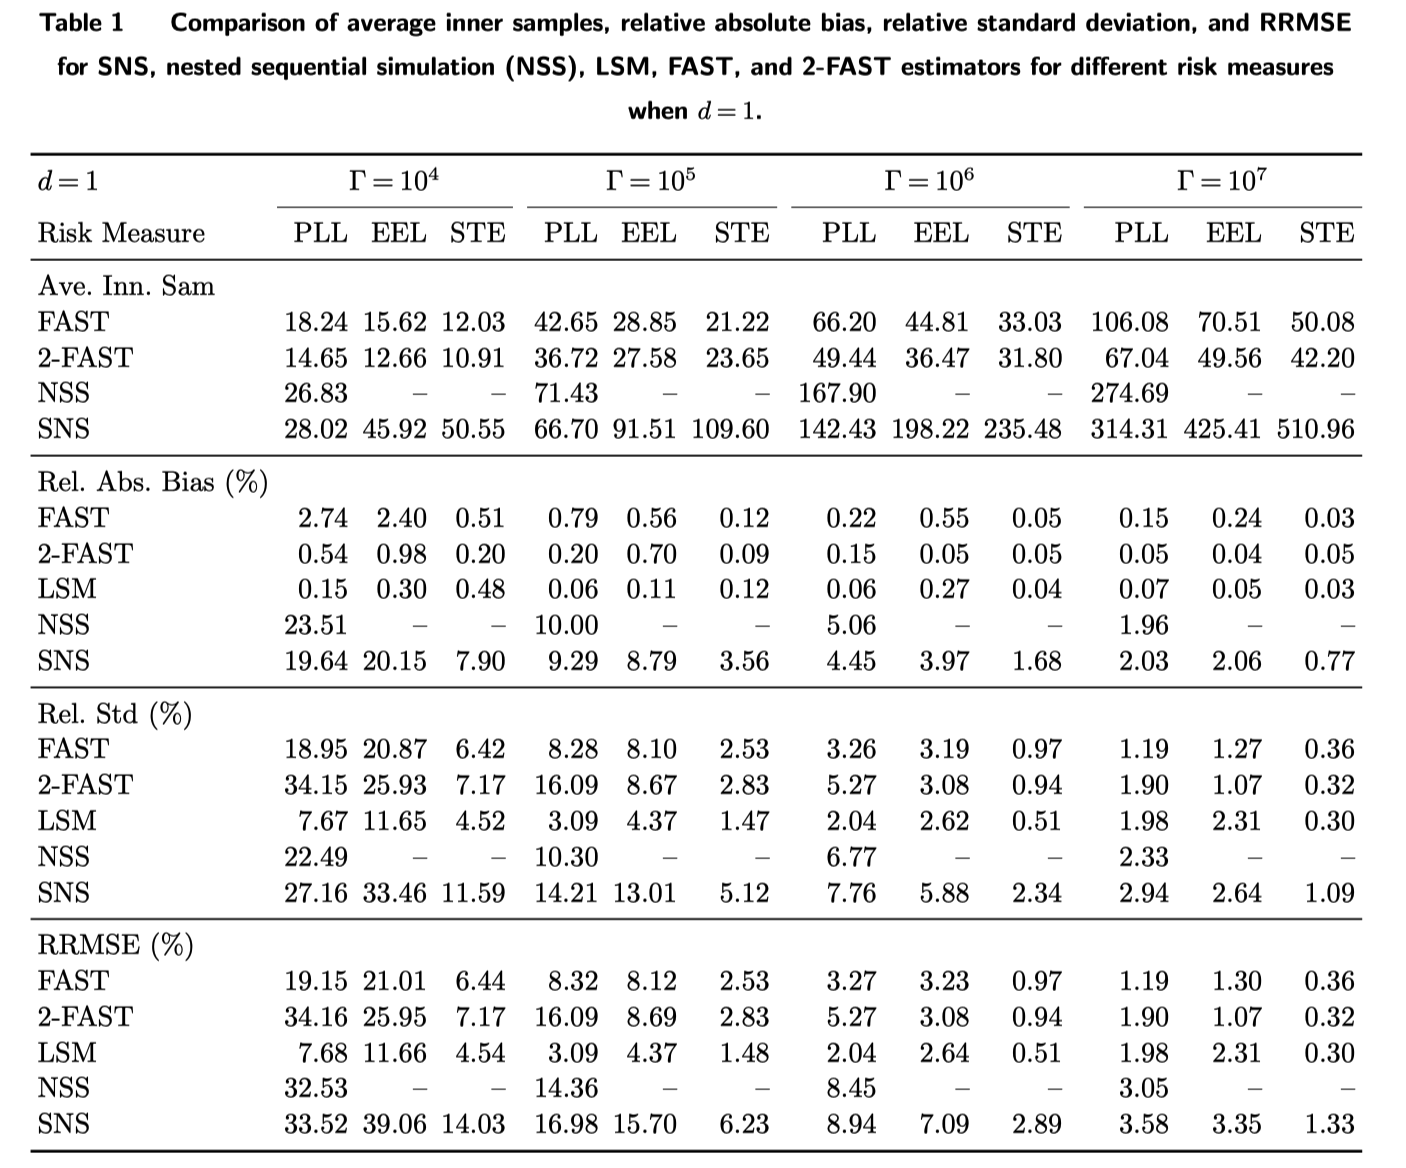 Table 1 Comparison of average inner samples, relative absolute bias, relative standard deviation, and RRMSE
for SNS, nested sequential simulation (NSS), LSM, FAST, and 2-FAST estimators for different risk measures
when d = 1.
d = 1 Γ = 10⁴ Γ = 10⁵ Γ = 10⁶ Γ = 10⁷
Risk Measure PLL EEL STE PLL EEL STE PLL EEL STE PLL EEL STE
Ave. Inn. Sam
FAST 18.24 15.62 12.03 42.65 28.85 21.22 66.20 44.81 33.03 106.08 70.51 50.08
2-FAST 14.65 12.66 10.91 36.72 27.58 23.65 49.44 36.47 31.80 67.04 49.56 42.20
NSS 26.83 – – 71.43 – – 167.90 – – 274.69 – –
SNS 28.02 45.92 50.55 66.70 91.51 109.60 142.43 198.22 235.48 314.31 425.41 510.96
Rel. Abs. Bias (%)
FAST 2.74 2.40 0.51 0.79 0.56 0.12 0.22 0.55 0.05 0.15 0.24 0.03
2-FAST 0.54 0.98 0.20 0.20 0.70 0.09 0.15 0.05 0.05 0.05 0.04 0.05
LSM 0.15 0.30 0.48 0.06 0.11 0.12 0.06 0.27 0.04 0.07 0.05 0.03
NSS 23.51 – – 10.00 – – 5.06 – – 1.96 – –
SNS 19.64 20.15 7.90 9.29 8.79 3.56 4.45 3.97 1.68 2.03 2.06 0.77
Rel. Std (%)
FAST 18.95 20.87 6.42 8.28 8.10 2.53 3.26 3.19 0.97 1.19 1.27 0.36
2-FAST 34.15 25.93 7.17 16.09 8.67 2.83 5.27 3.08 0.94 1.90 1.07 0.32
LSM 7.67 11.65 4.52 3.09 4.37 1.47 2.04 2.62 0.51 1.98 2.31 0.30
NSS 22.49 – – 10.30 – – 6.77 – – 2.33 – –
SNS 27.16 33.46 11.59 14.21 13.01 5.12 7.76 5.88 2.34 2.94 2.64 1.09
RRMSE (%)
FAST 19.15 21.01 6.44 8.32 8.12 2.53 3.27 3.23 0.97 1.19 1.30 0.36
2-FAST 34.16 25.95 7.17 16.09 8.69 2.83 5.27 3.08 0.94 1.90 1.07 0.32
LSM 7.68 11.66 4.54 3.09 4.37 1.48 2.04 2.64 0.51 1.98 2.31 0.30
NSS 32.53 – – 14.36 – – 8.45 – – 3.05 – –
SNS 33.52 39.06 14.03 16.98 15.70 6.23 8.94 7.09 2.89 3.58 3.35 1.33